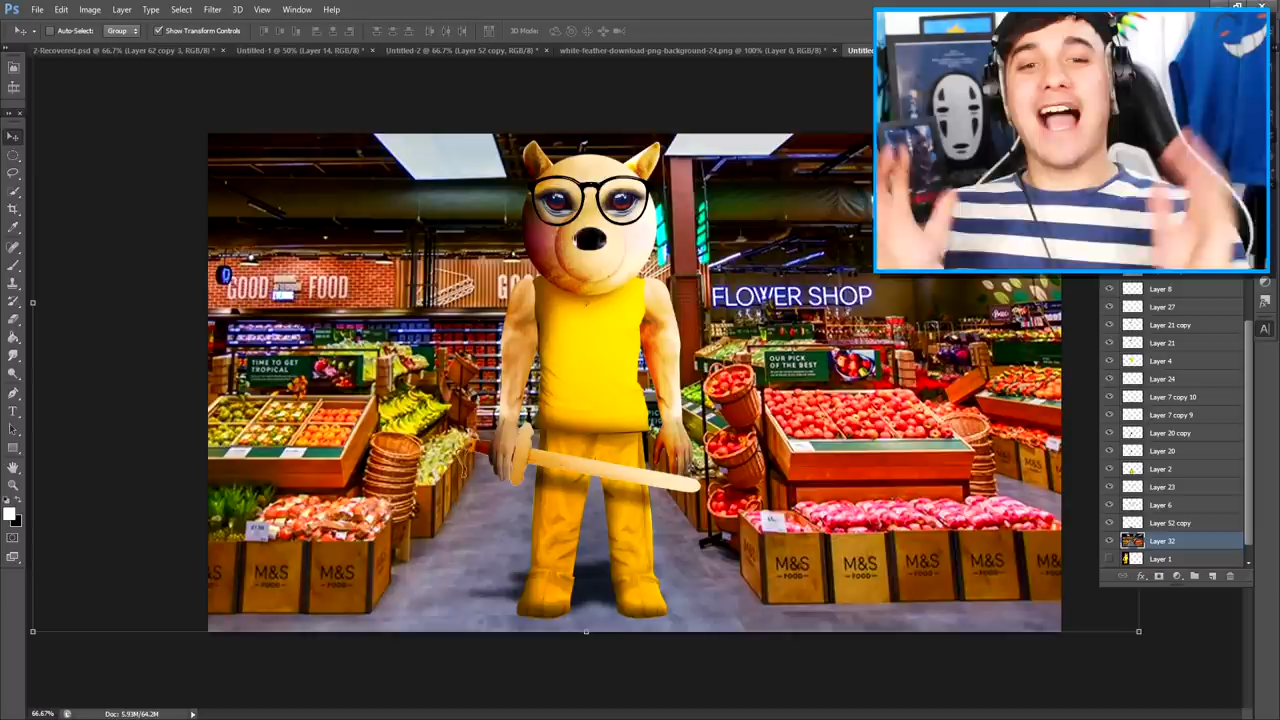 Ps File Edit Image Layer Type Select Filter 3D View Window Help
Auto-Select: Group Show Transform Controls 3D Mode:
2-Recovered.psd @ 66.7% (Layer 62 copy 3, RGB/8) * × Untitled-1 @ 50% (Layer 14, RGB/8) * × Untitled-2 @ 66.7% (Layer 52 copy, RGB/8) * × white-feather-download-png-background-24.png @ 100% (Layer 0, RGB/8) * × Untitled
GOOD FOOD
GO
FLOWER SHOP
TIME TO GET
TROPICAL
OUR PICK
OF THE BEST
M&S
FOOD
M&S
FOOD
M&S
M&S
FOOD
M&S
FOOD
M&S
FOOD
M&S
FOOD
M&S
Layer 8
Layer 27
Layer 21 copy
Layer 21
Layer 4
Layer 24
Layer 7 copy 10
Layer 7 copy 9
Layer 20 copy
Layer 20
Layer 2
Layer 23
Layer 6
Layer 52 copy
Layer 32
Layer 1
fx
66.67% Doc: 5.93M/64.2M